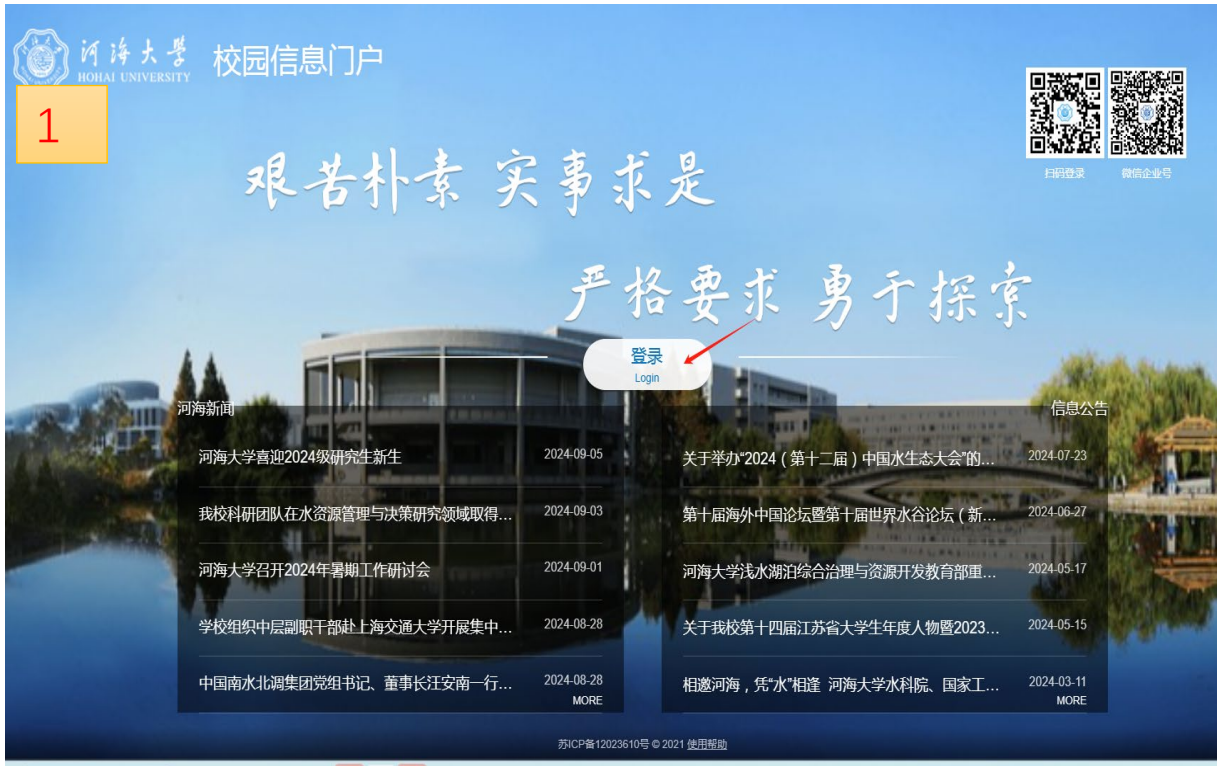 河海大学
HOHAI UNIVERSITY
校园信息门户
1
扫码登录
微信企业号
艰苦朴素 实事求是
严格要求 勇于探索
登录
Login
河海新闻
河海大学喜迎2024级研究生新生 2024-09-05
我校科研团队在水资源管理与决策研究领域取得... 2024-09-03
河海大学召开2024年暑期工作研讨会 2024-09-01
学校组织中层副职干部赴上海交通大学开展集中... 2024-08-28
中国南水北调集团党组书记、董事长汪安南一行... 2024-08-28
MORE
信息公告
关于举办“2024（第十二届）中国水生态大会”的... 2024-07-23
第十届海外中国论坛暨第十届世界水谷论坛（新... 2024-06-27
河海大学浅水湖泊综合治理与资源开发教育部重... 2024-05-17
关于我校第十四届江苏省大学生年度人物暨2023... 2024-05-15
相邀河海，凭“水”相逢 河海大学水科院、国家工... 2024-03-11
MORE
苏ICP备12023610号 © 2021 使用帮助